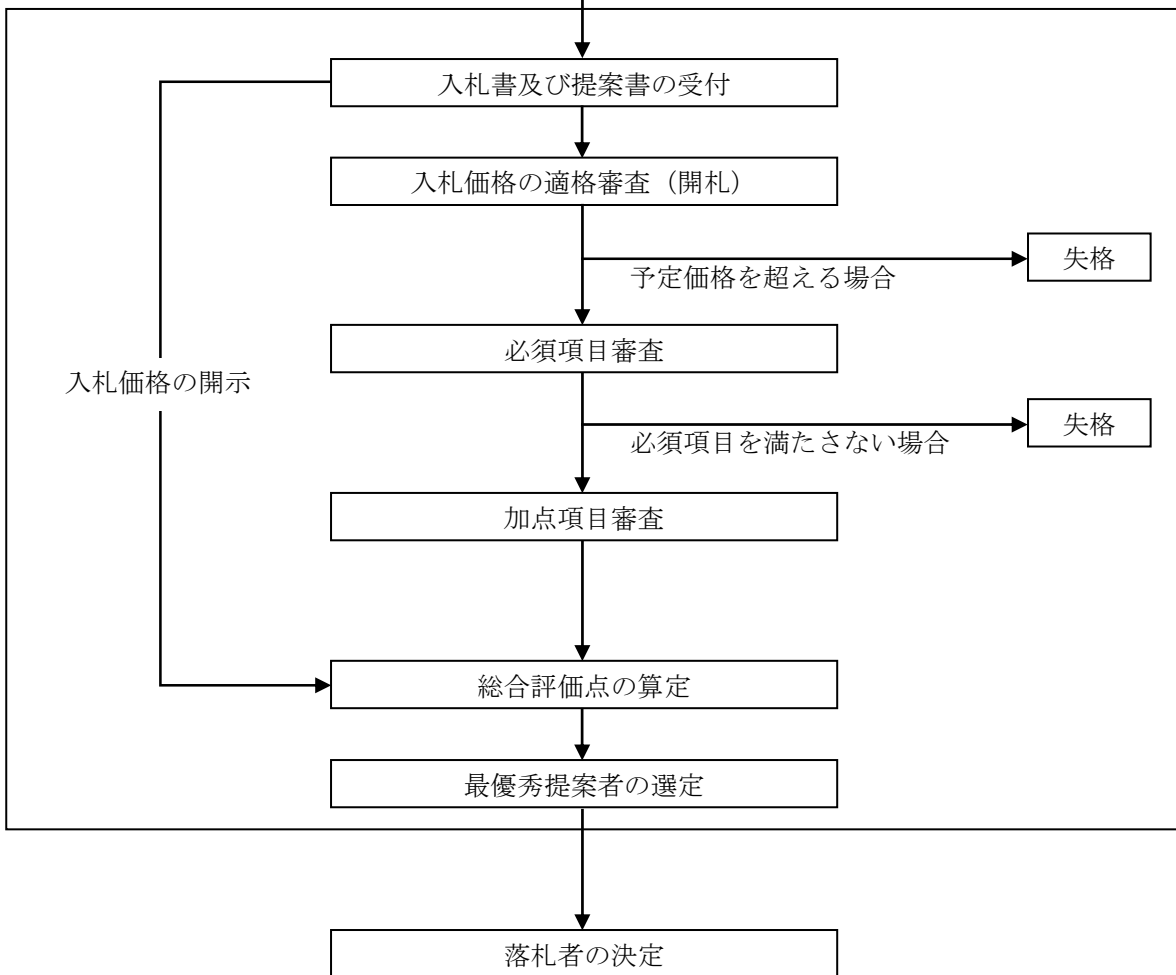 入札書及び提案書の受付
入札価格の適格審査（開札）
失格
予定価格を超える場合
必須項目審査
入札価格の開示
失格
必須項目を満たさない場合
加点項目審査
総合評価点の算定
最優秀提案者の選定
落札者の決定